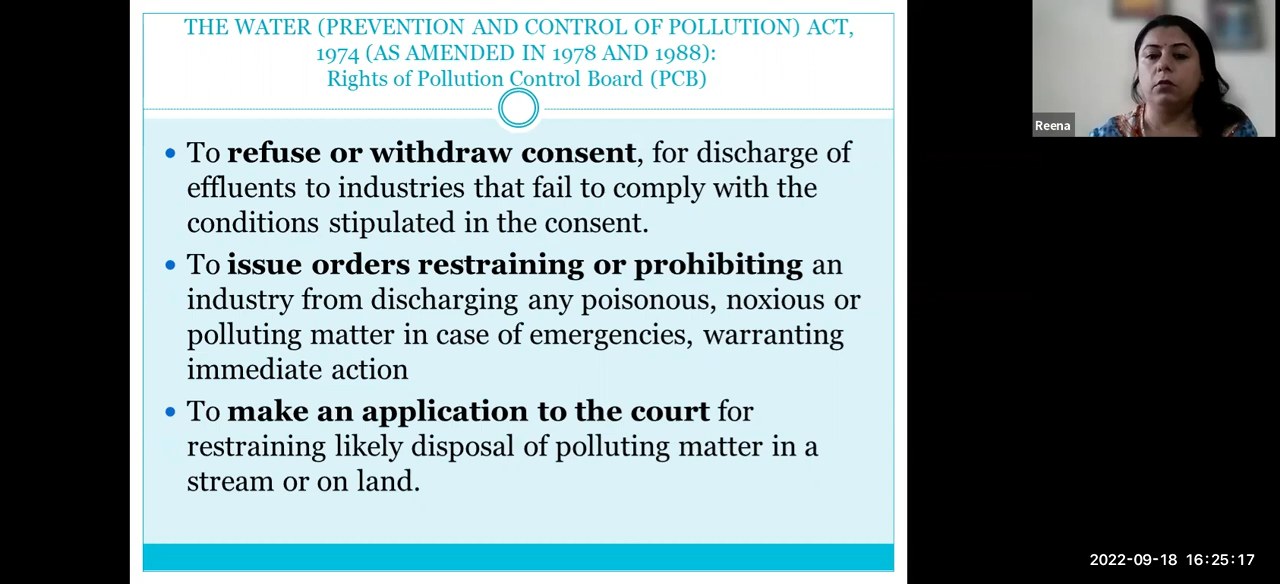 THE WATER (PREVENTION AND CONTROL OF POLLUTION) ACT,
1974 (AS AMENDED IN 1978 AND 1988):
Rights of Pollution Control Board (PCB)
To refuse or withdraw consent, for discharge of
effluents to industries that fail to comply with the
conditions stipulated in the consent.
To issue orders restraining or prohibiting an
industry from discharging any poisonous, noxious or
polluting matter in case of emergencies, warranting
immediate action
To make an application to the court for
restraining likely disposal of polluting matter in a
stream or on land.
Reena
2022-09-18 16:25:17